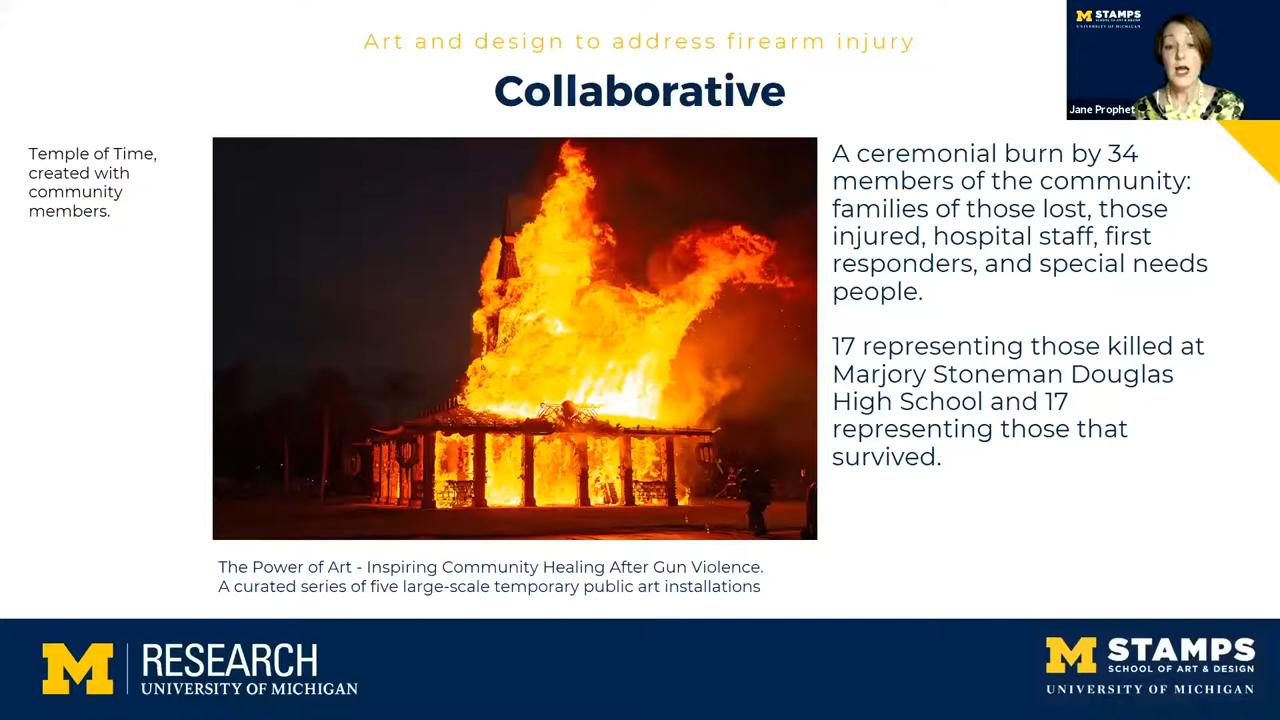 Art and design to address firearm injury
Collaborative
M STAMPS
SCHOOL OF ART & DESIGN
UNIVERSITY OF MICHIGAN
Jane Prophet
Temple of Time,
created with
community
members.
A ceremonial burn by 34
members of the community:
families of those lost, those
injured, hospital staff, first
responders, and special needs
people.
17 representing those killed at
Marjory Stoneman Douglas
High School and 17
representing those that
survived.
The Power of Art - Inspiring Community Healing After Gun Violence.
A curated series of five large-scale temporary public art installations
M RESEARCH
UNIVERSITY OF MICHIGAN
M STAMPS
SCHOOL OF ART & DESIGN
UNIVERSITY OF MICHIGAN